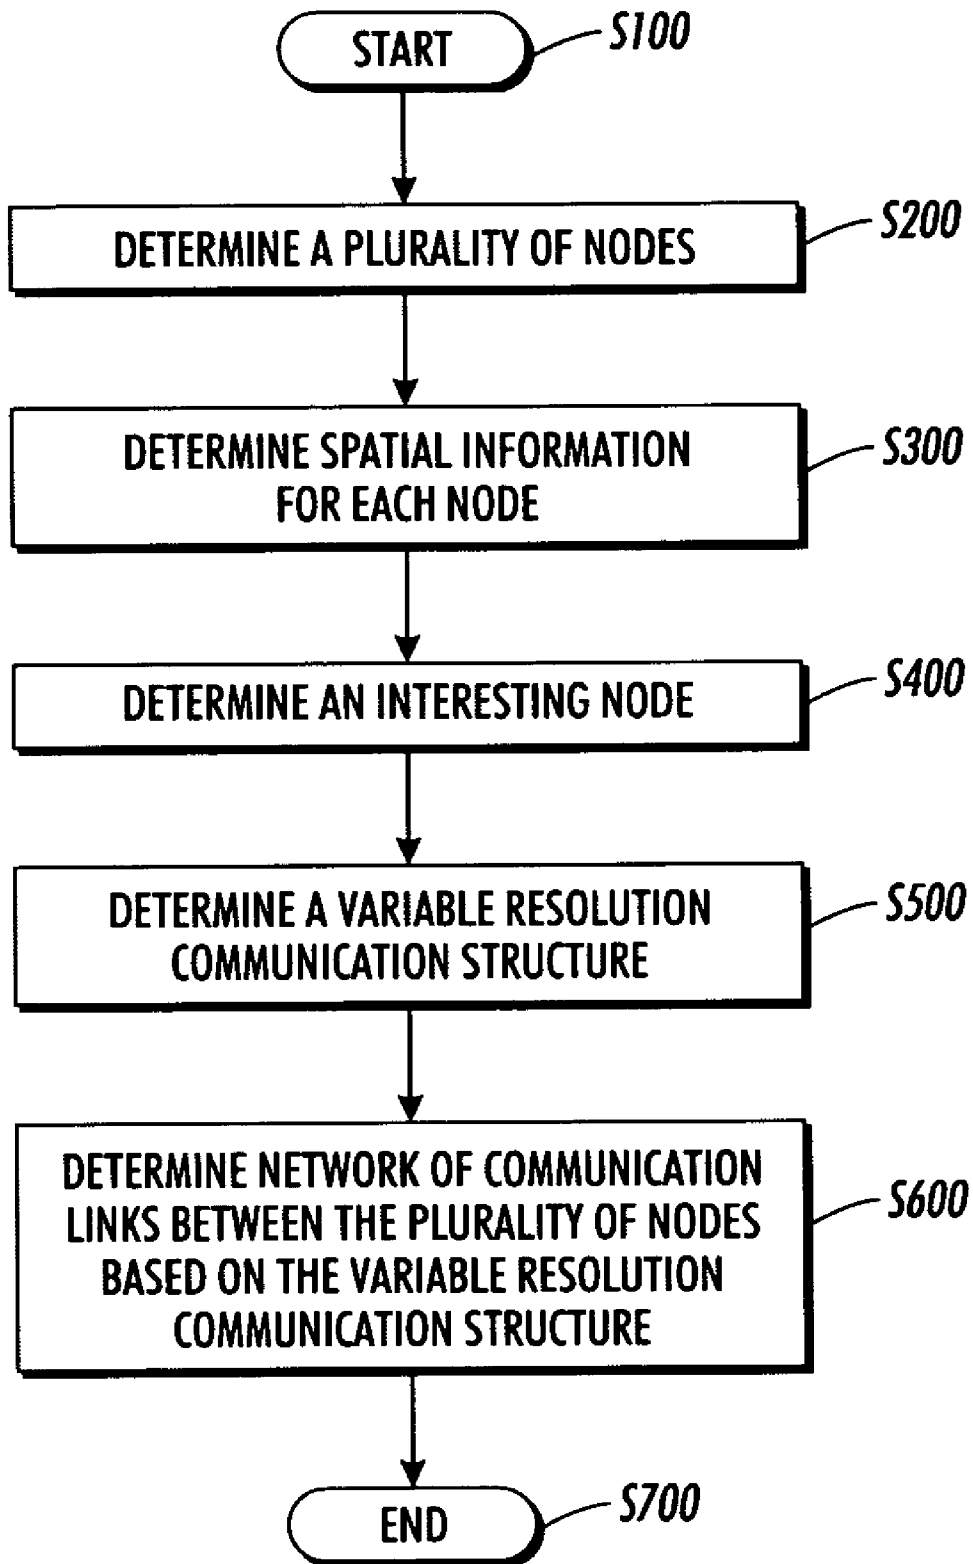 START
S100
DETERMINE A PLURALITY OF NODES
S200
DETERMINE SPATIAL INFORMATION
FOR EACH NODE
S300
DETERMINE AN INTERESTING NODE
S400
DETERMINE A VARIABLE RESOLUTION
COMMUNICATION STRUCTURE
S500
DETERMINE NETWORK OF COMMUNICATION
LINKS BETWEEN THE PLURALITY OF NODES
BASED ON THE VARIABLE RESOLUTION
COMMUNICATION STRUCTURE
S600
END
S700